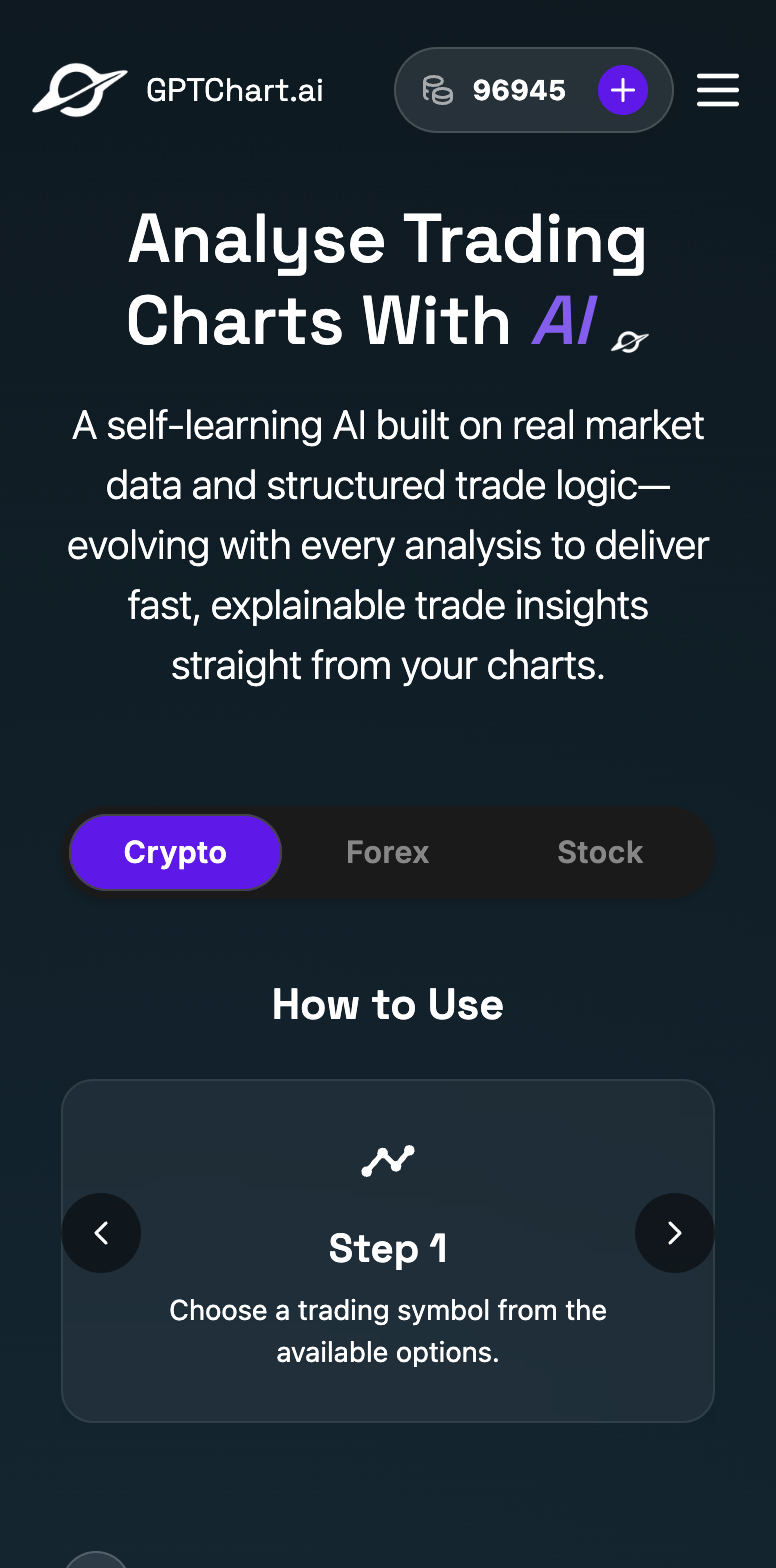 GPTChart.ai
96945
Analyse Trading
Charts With AI
A self-learning AI built on real market
data and structured trade logic—
evolving with every analysis to deliver
fast, explainable trade insights
straight from your charts.
Crypto
Forex
Stock
How to Use
Step 1
Choose a trading symbol from the
available options.